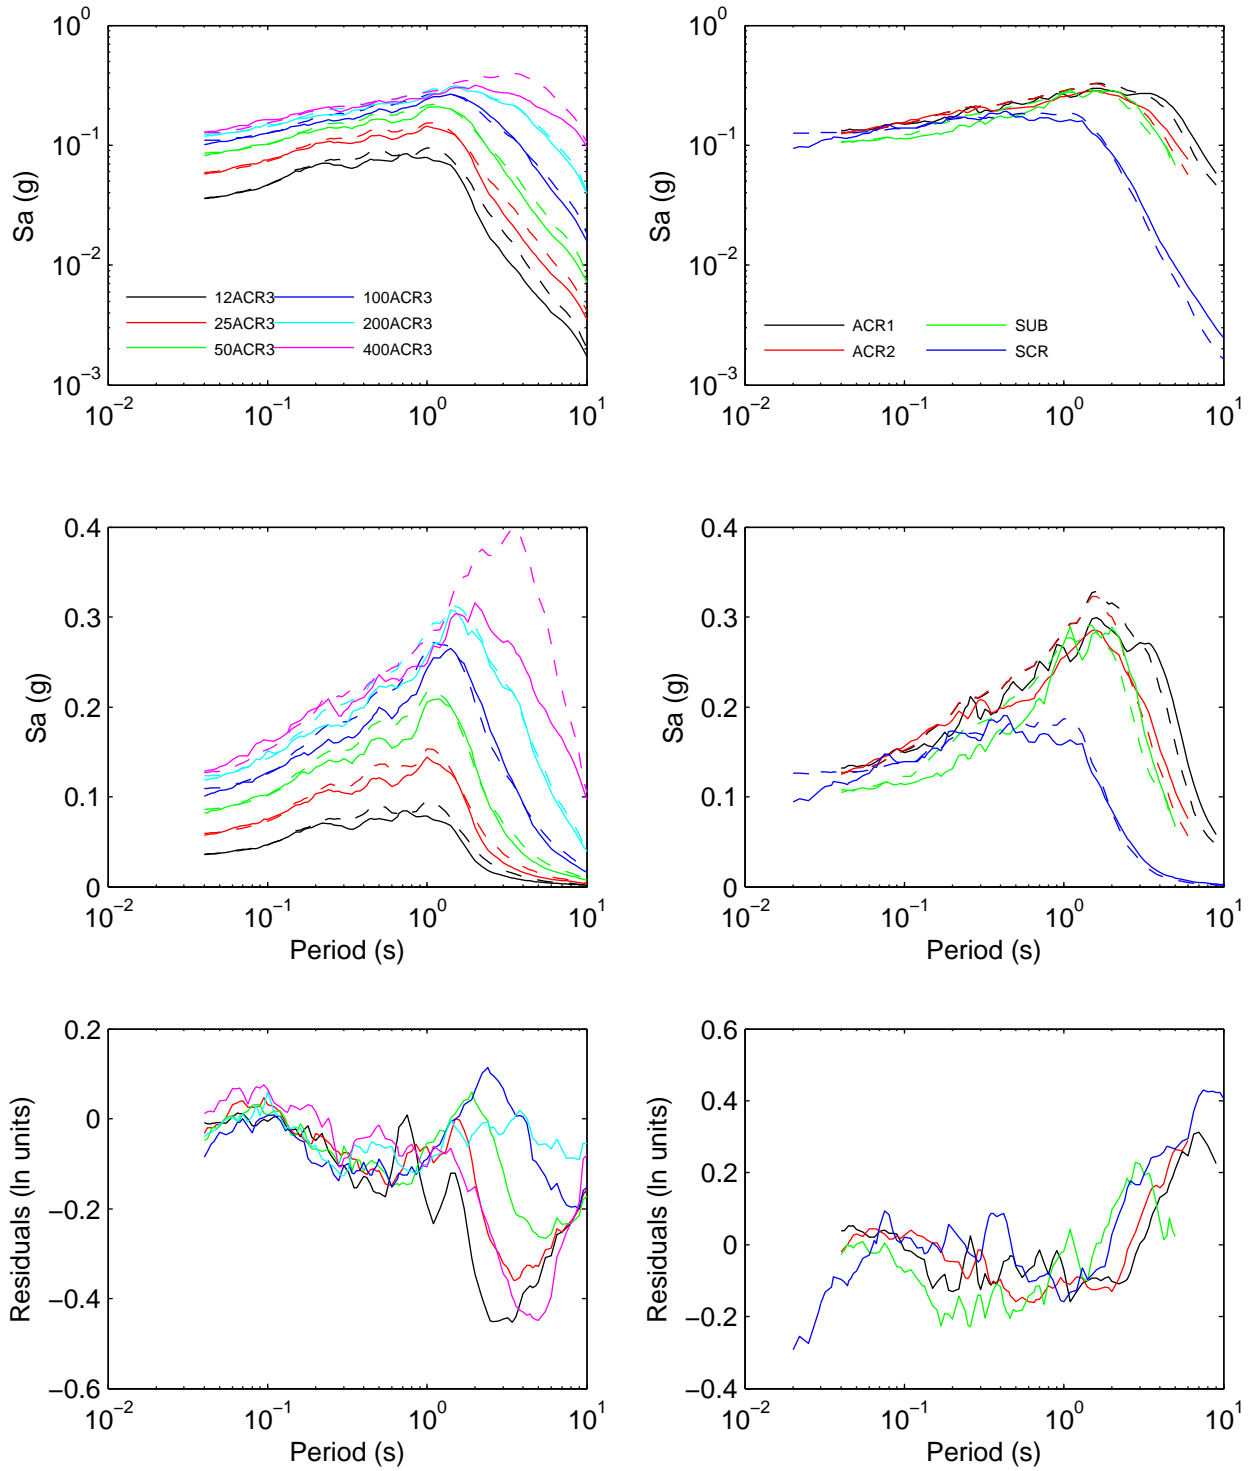 10^0
10^−1
10^−2
10^−3
Sa (g)
12ACR3
25ACR3
50ACR3
100ACR3
200ACR3
400ACR3
10^−2 10^−1 10^0 10^1
10^0
10^−1
10^−2
10^−3
Sa (g)
ACR1
ACR2
SUB
SCR
10^−2 10^−1 10^0 10^1
0.4
0.3
0.2
0.1
0
Sa (g)
10^−2 10^−1 10^0 10^1
Period (s)
0.4
0.3
0.2
0.1
0
Sa (g)
10^−2 10^−1 10^0 10^1
Period (s)
0.2
0
−0.2
−0.4
−0.6
Residuals (ln units)
10^−2 10^−1 10^0 10^1
Period (s)
0.6
0.4
0.2
0
−0.2
−0.4
Residuals (ln units)
10^−2 10^−1 10^0 10^1
Period (s)